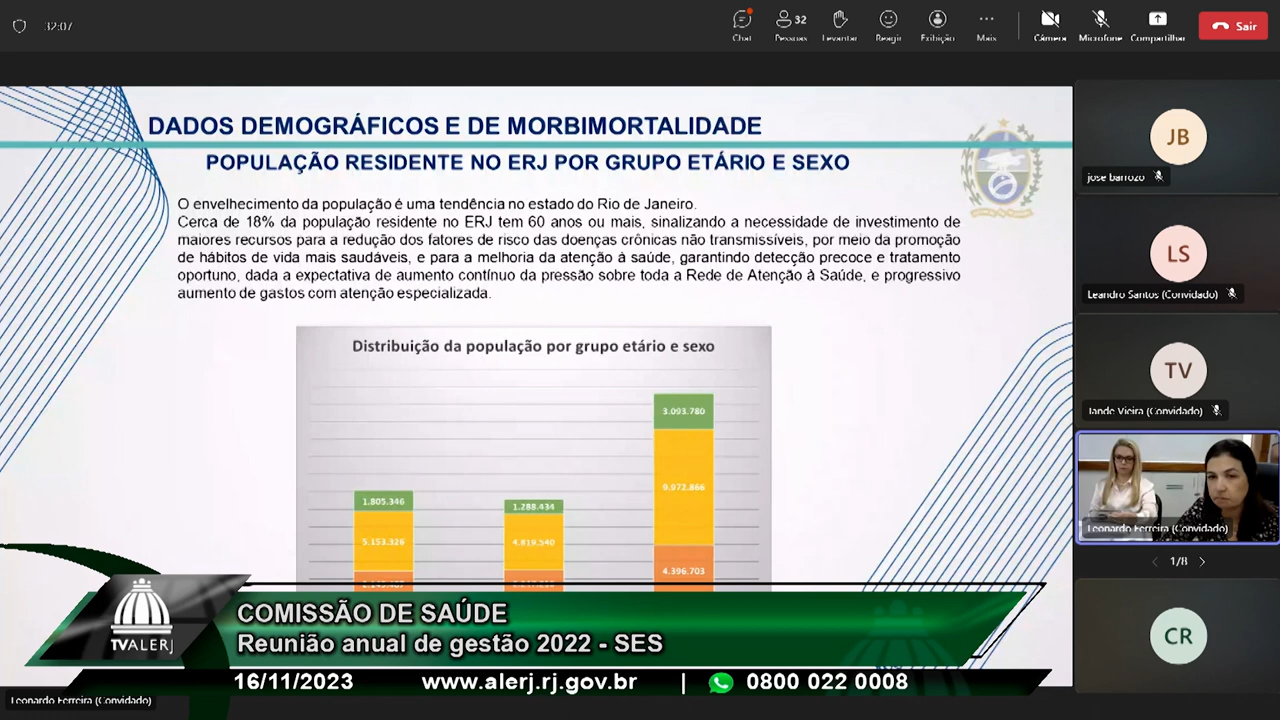 32:07
Chat
32
Pessoas
Levantar
Reagir
Exibição
Mais
Câmera
Microfone
Compartilhar
Sair
DADOS DEMOGRÁFICOS E DE MORBIMORTALIDADE
POPULAÇÃO RESIDENTE NO ERJ POR GRUPO ETÁRIO E SEXO
O envelhecimento da população é uma tendência no estado do Rio de Janeiro.
Cerca de 18% da população residente no ERJ tem 60 anos ou mais, sinalizando a necessidade de investimento de
maiores recursos para a redução dos fatores de risco das doenças crônicas não transmissíveis, por meio da promoção
de hábitos de vida mais saudáveis, e para a melhoria da atenção à saúde, garantindo detecção precoce e tratamento
oportuno, dada a expectativa de aumento contínuo da pressão sobre toda a Rede de Atenção à Saúde, e progressivo
aumento de gastos com atenção especializada.
Distribuição da população por grupo etário e sexo
3.093.780
9.972.866
4.396.703
1.805.346
5.153.326
1.288.434
4.819.540
JB
jose barrozo
LS
Leandro Santos (Convidado)
TV
Tande Vieira (Convidado)
Leonardo Ferreira (Convidado)
1/8
CR
TVALERJ
COMISSÃO DE SAÚDE
Reunião anual de gestão 2022 - SES
16/11/2023 www.alerj.rj.gov.br | 0800 022 0008
Leonardo Ferreira (Convidado)